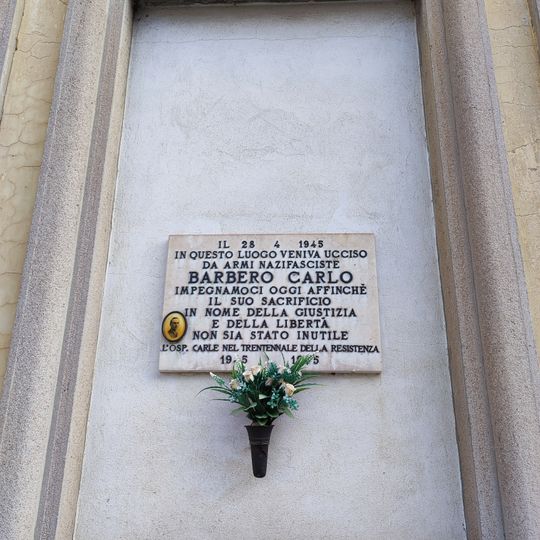 IL 28 4 1945
IN QUESTO LUOGO VENIVA UCCISO
DA ARMI NAZIFASCISTE
BARBERO CARLO
IMPEGNAMOCI OGGI AFFINCHÈ
IL SUO SACRIFICIO
IN NOME DELLA GIUSTIZIA
E DELLA LIBERTÀ
NON SIA STATO INUTILE
L'OSP. CARLE NEL TRENTENNALE DELLA RESISTENZA